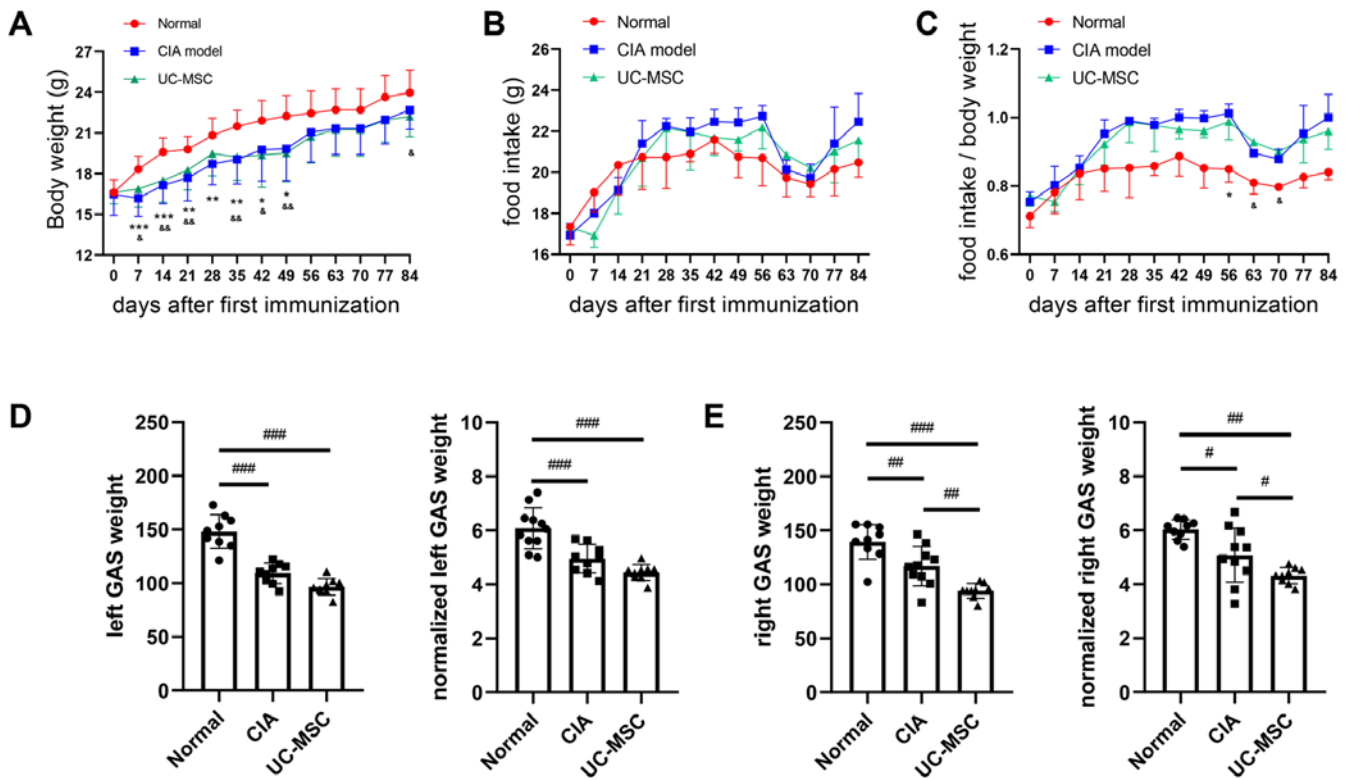 A
Normal
CIA model
UC-MSC
Body weight (g)
27
24
21
18
15
12
***
&
***
&&
**
&&
**
**
&&
*
&
*
&&
&
0 7 14 21 28 35 42 49 56 63 70 77 84
days after first immunization
B
Normal
CIA model
UC-MSC
food intake (g)
26
24
22
20
18
16
0 7 14 21 28 35 42 49 56 63 70 77 84
days after first immunization
C
Normal
CIA model
UC-MSC
food intake / body weight
1.2
1.0
0.8
0.6
*
&
&
0 7 14 21 28 35 42 49 56 63 70 77 84
days after first immunization
D
left GAS weight
250
200
150
100
50
0
###
###
Normal
CIA
UC-MSC
normalized left GAS weight
10
8
6
4
2
0
###
###
Normal
CIA
UC-MSC
E
right GAS weight
250
200
150
100
50
0
###
##
##
Normal
CIA
UC-MSC
normalized right GAS weight
10
8
6
4
2
0
##
#
#
Normal
CIA
UC-MSC